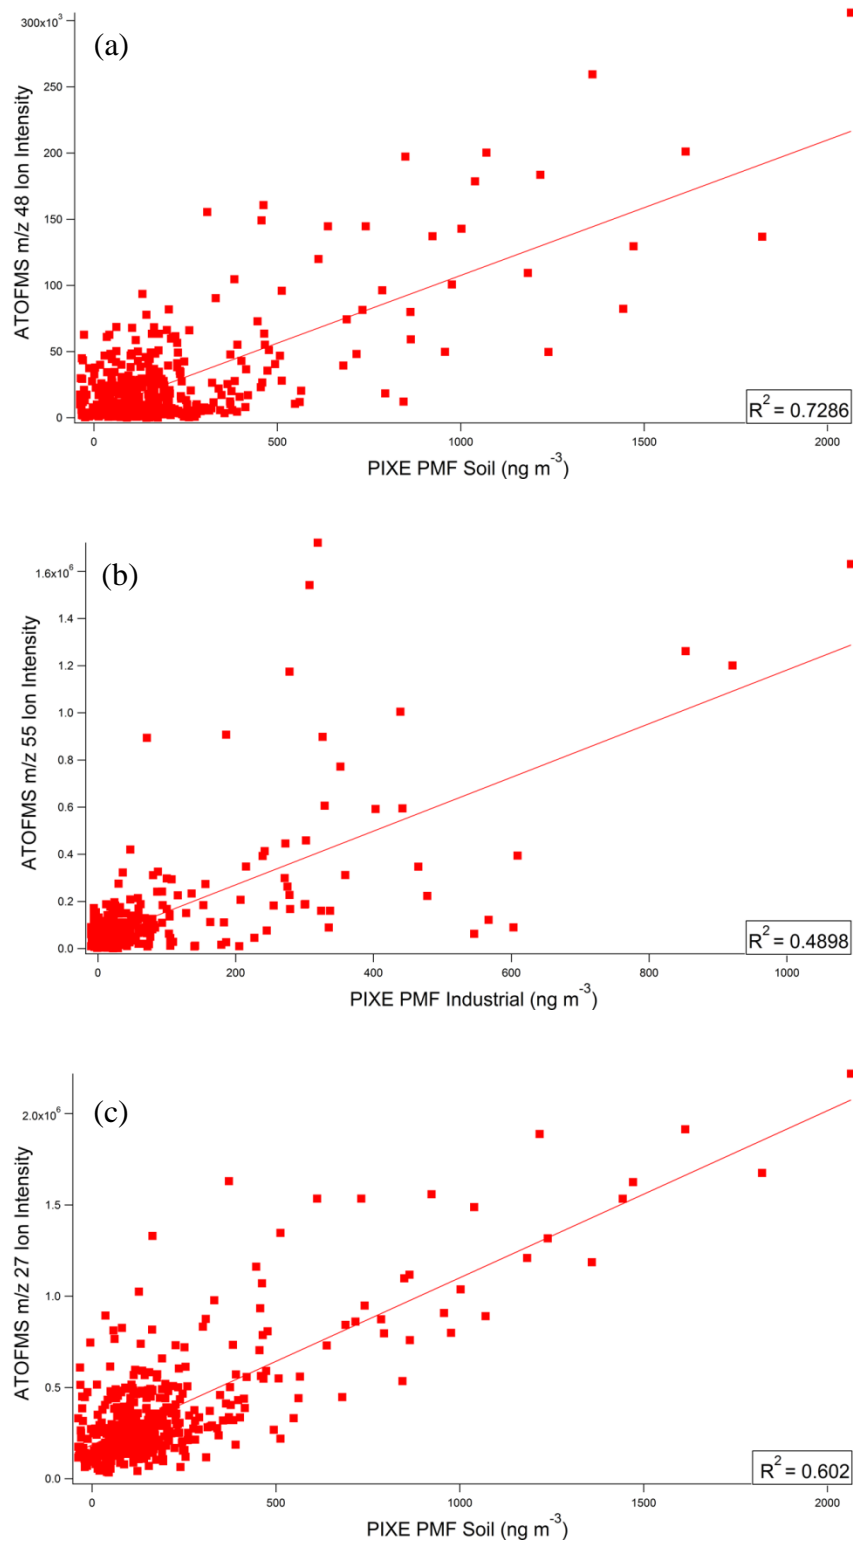 (a)
ATOFMS m/z 48 Ion Intensity
300x10³
250
200
150
100
50
0
0 500 1000 1500 2000
R² = 0.7286
PIXE PMF Soil (ng m⁻³)
(b)
ATOFMS m/z 55 Ion Intensity
1.6x10⁶
1.4
1.2
1.0
0.8
0.6
0.4
0.2
0.0
0 200 400 600 800 1000
R² = 0.4898
PIXE PMF Industrial (ng m⁻³)
(c)
ATOFMS m/z 27 Ion Intensity
2.0x10⁶
1.5
1.0
0.5
0.0
0 500 1000 1500 2000
R² = 0.602
PIXE PMF Soil (ng m⁻³)